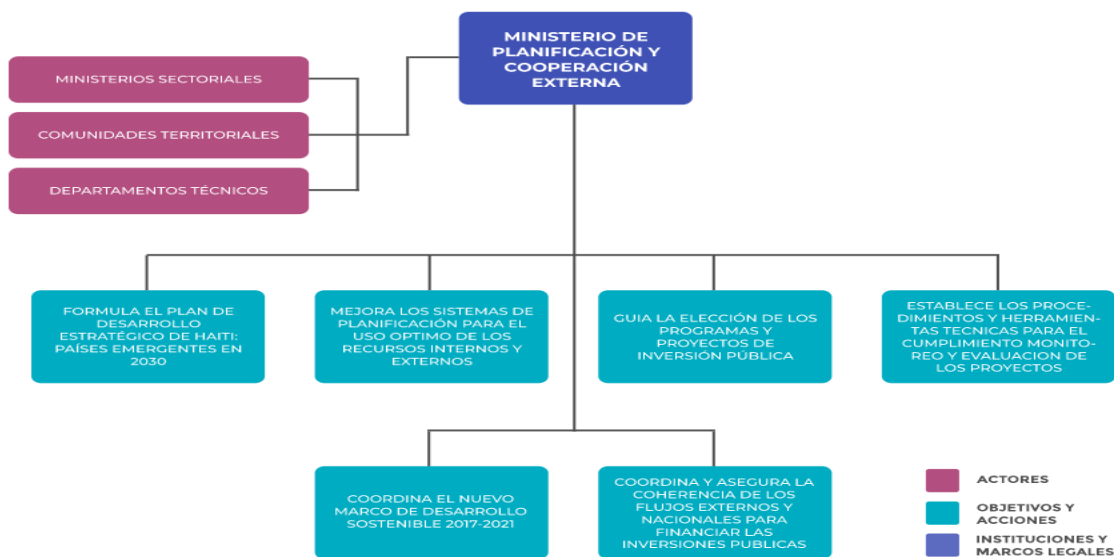 MINISTERIO DE
PLANIFICACIÓN Y
COOPERACIÓN
EXTERNA
MINISTERIOS SECTORIALES
COMUNIDADES TERRITORIALES
DEPARTAMENTOS TÉCNICOS
FORMULA EL PLAN DE
DESARROLLO
ESTRATÉGICO DE HAITI:
PAÍSES EMERGENTES EN
2030
MEJORA LOS SISTEMAS DE
PLANIFICACIÓN PARA EL
USO OPTIMO DE LOS
RECURSOS INTERNOS Y
EXTERNOS
GUIA LA ELECCIÓN DE LOS
PROGRAMAS Y
PROYECTOS DE
INVERSIÓN PÚBLICA
ESTABLECE LOS PROCE-
DIMIENTOS Y HERRAMIEN-
TAS TECNICAS PARA EL
CUMPLIMIENTO MONITO-
REO Y EVALUACION DE
LOS PROYECTOS
COORDINA EL NUEVO
MARCO DE DESARROLLO
SOSTENIBLE 2017-2021
COORDINA Y ASEGURA LA
COHERENCIA DE LOS
FLUJOS EXTERNOS Y
NACIONALES PARA
FINANCIAR LAS
INVERSIONES PUBLICAS
ACTORES
OBJETIVOS Y
ACCIONES
INSTITUCIONES Y
MARCOS LEGALES